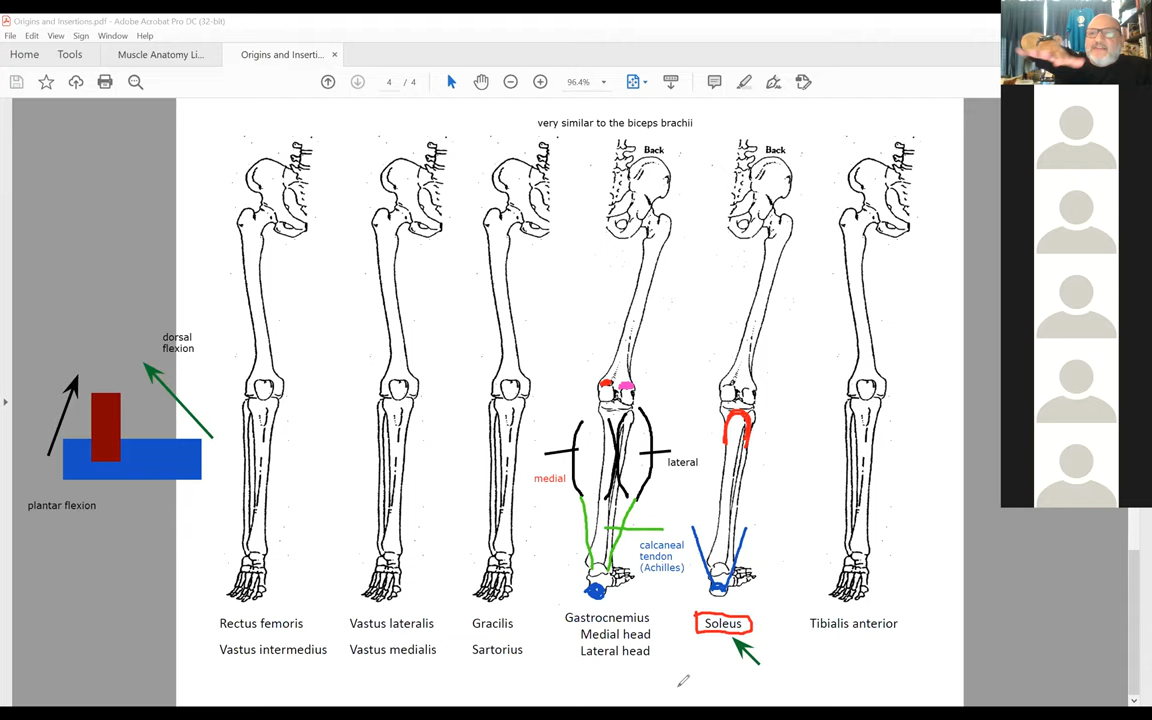 Origins and Insertions.pdf - Adobe Acrobat Pro DC (32-bit)
File Edit View Sign Window Help
Home Tools Muscle Anatomy Li... Origins and Inserti... ×
4 / 4 96.4%
very similar to the biceps brachii
Back Back
dorsal
flexion
plantar flexion
medial
lateral
calcaneal
tendon
(Achilles)
Rectus femoris
Vastus intermedius
Vastus lateralis
Vastus medialis
Gracilis
Sartorius
Gastrocnemius
Medial head
Lateral head
Soleus
Tibialis anterior